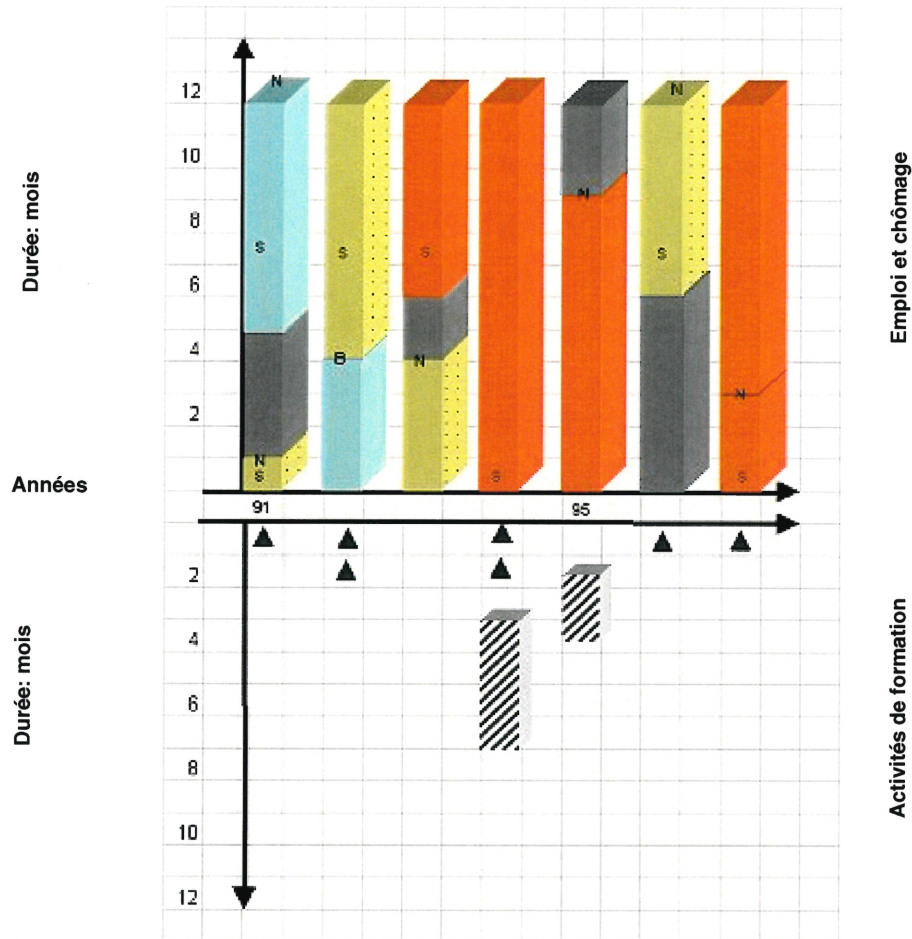 N
12
10
8
6
4
2
Durée: mois
Emploi et chômage
S
S
S
S
B
N
N
N
N
S
S
N
S
Années
91
95
2
4
6
8
10
12
Durée: mois
Activités de formation